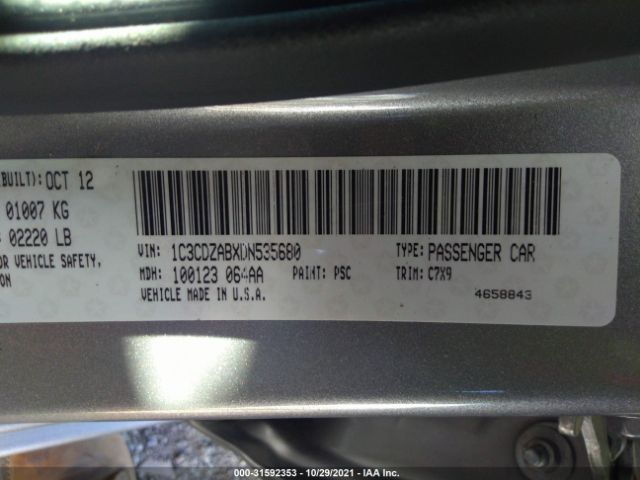 (BUILT): OCT 12
01007 KG
02220 LB
OR VEHICLE SAFETY,
ON
VIN: 1C3CDZABXDN535680 TYPE: PASSENGER CAR
MDH: 100123 064AA PAINT: PSC TRIM: C7X9
VEHICLE MADE IN U.S.A. 4658843
000-31592353 | 10/29/2021 | IAA Inc.